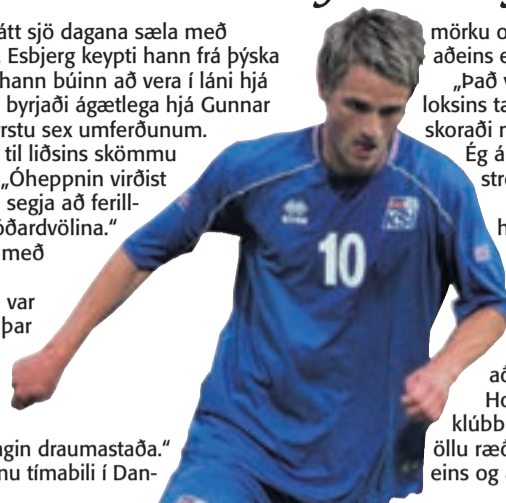 átt sjö dagana sæla með
Esbjerg keypti hann frá þýska
hann búinn að vera í láni hjá
byrjaði ágætlega hjá Gunnar
rstu sex umferðunum.
til liðsins skömmu
„Óheppnin virðist
segja að ferill-
óðardvölina.“
með
var
þar
gin draumastaða.“
nu tímabili í Dan-
10
KSÍ
mörku o
aðeins e
„Það v
loksins ta
skoraði n
Ég á
stre
h
að
Ho
klúbb
öllu ræð
eins og